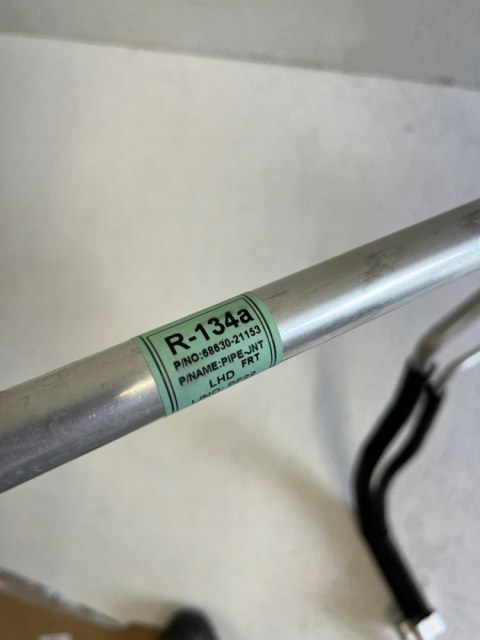 R-134a
P/NO:68630-21153
P/NAME:PIPE-JNT
LHD FRT